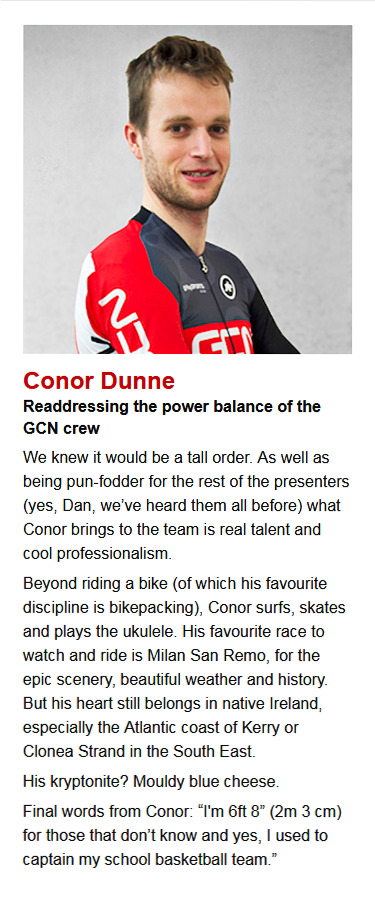 GCN
Conor Dunne
Readdressing the power balance of the
GCN crew
We knew it would be a tall order. As well as
being pun-fodder for the rest of the presenters
(yes, Dan, we’ve heard them all before) what
Conor brings to the team is real talent and
cool professionalism.
Beyond riding a bike (of which his favourite
discipline is bikepacking), Conor surfs, skates
and plays the ukulele. His favourite race to
watch and ride is Milan San Remo, for the
epic scenery, beautiful weather and history.
But his heart still belongs in native Ireland,
especially the Atlantic coast of Kerry or
Clonea Strand in the South East.
His kryptonite? Mouldy blue cheese.
Final words from Conor: “I'm 6ft 8” (2m 3 cm)
for those that don’t know and yes, I used to
captain my school basketball team.”